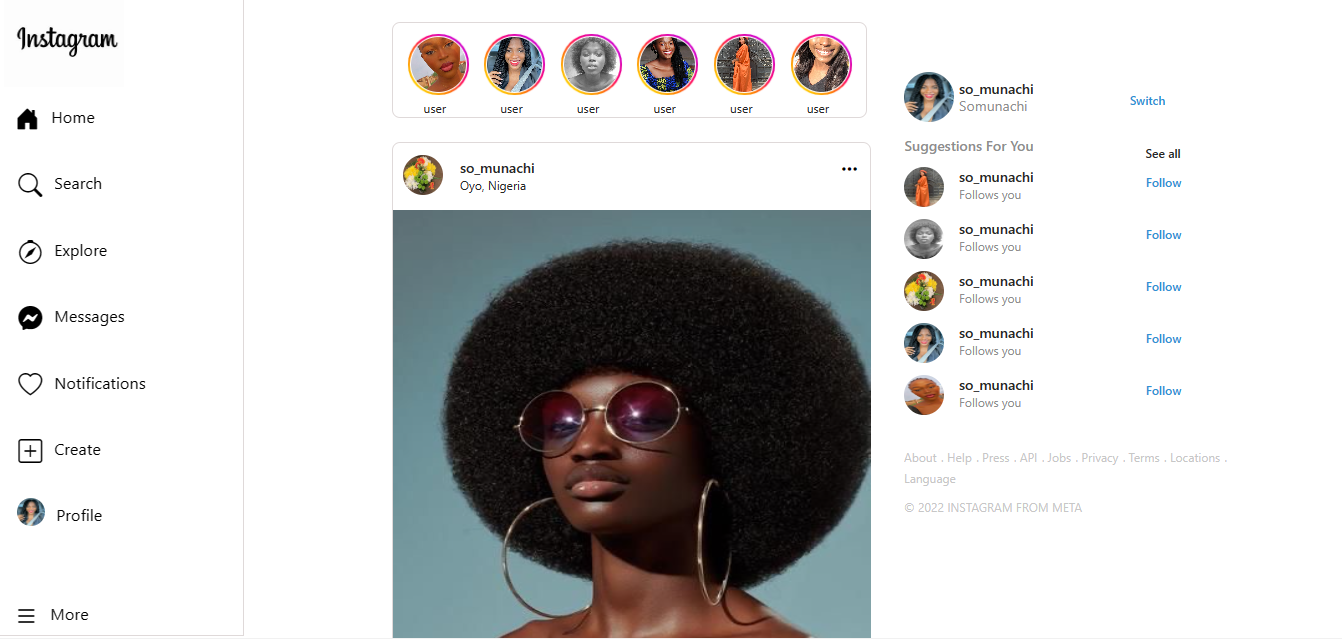 Instagram
Home
Search
Explore
Messages
Notifications
Create
Profile
More
user user user user user user
so_munachi
Oyo, Nigeria
so_munachi
Somunachi
Switch
Suggestions For You
See all
so_munachi
Follows you
Follow
so_munachi
Follows you
Follow
so_munachi
Follows you
Follow
so_munachi
Follows you
Follow
so_munachi
Follows you
Follow
About . Help . Press . API . Jobs . Privacy . Terms . Locations .
Language
© 2022 INSTAGRAM FROM META